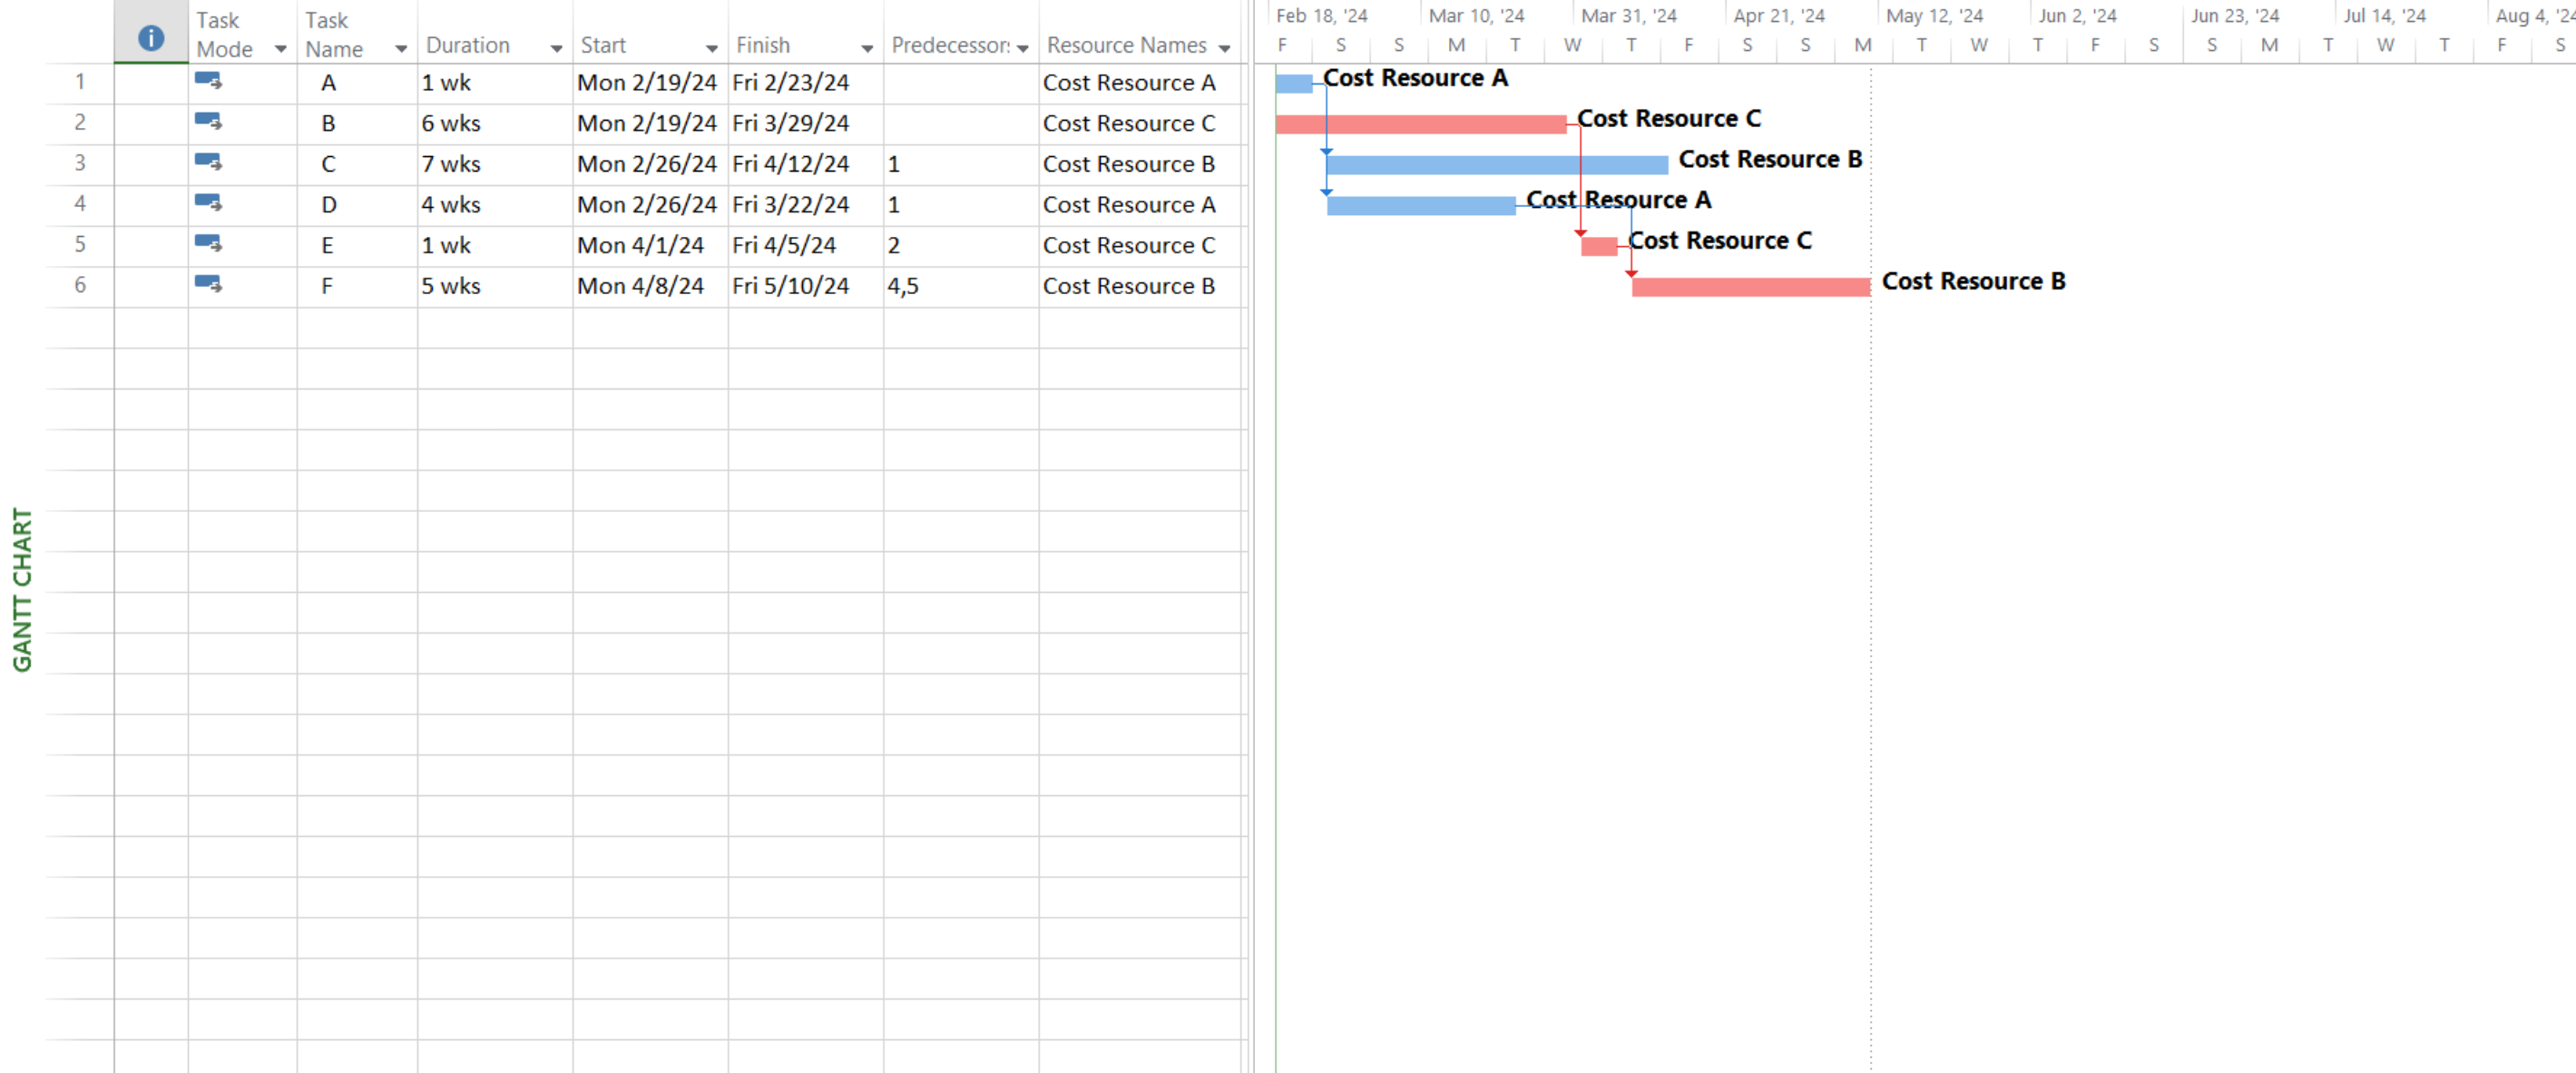 Task Mode Task Name Duration Start Finish Predecessors Resource Names
1 A 1 wk Mon 2/19/24 Fri 2/23/24 Cost Resource A
2 B 6 wks Mon 2/19/24 Fri 3/29/24 Cost Resource C
3 C 7 wks Mon 2/26/24 Fri 4/12/24 1 Cost Resource B
4 D 4 wks Mon 2/26/24 Fri 3/22/24 1 Cost Resource A
5 E 1 wk Mon 4/1/24 Fri 4/5/24 2 Cost Resource C
6 F 5 wks Mon 4/8/24 Fri 5/10/24 4,5 Cost Resource B
GANTT CHART
Feb 18, '24 Mar 10, '24 Mar 31, '24 Apr 21, '24 May 12, '24 Jun 2, '24 Jun 23, '24 Jul 14, '24 Aug 4, '24
F S S M T W T F S S M T W T F S S M T W T F S
Cost Resource A
Cost Resource C
Cost Resource B
Cost Resource A
Cost Resource C
Cost Resource B